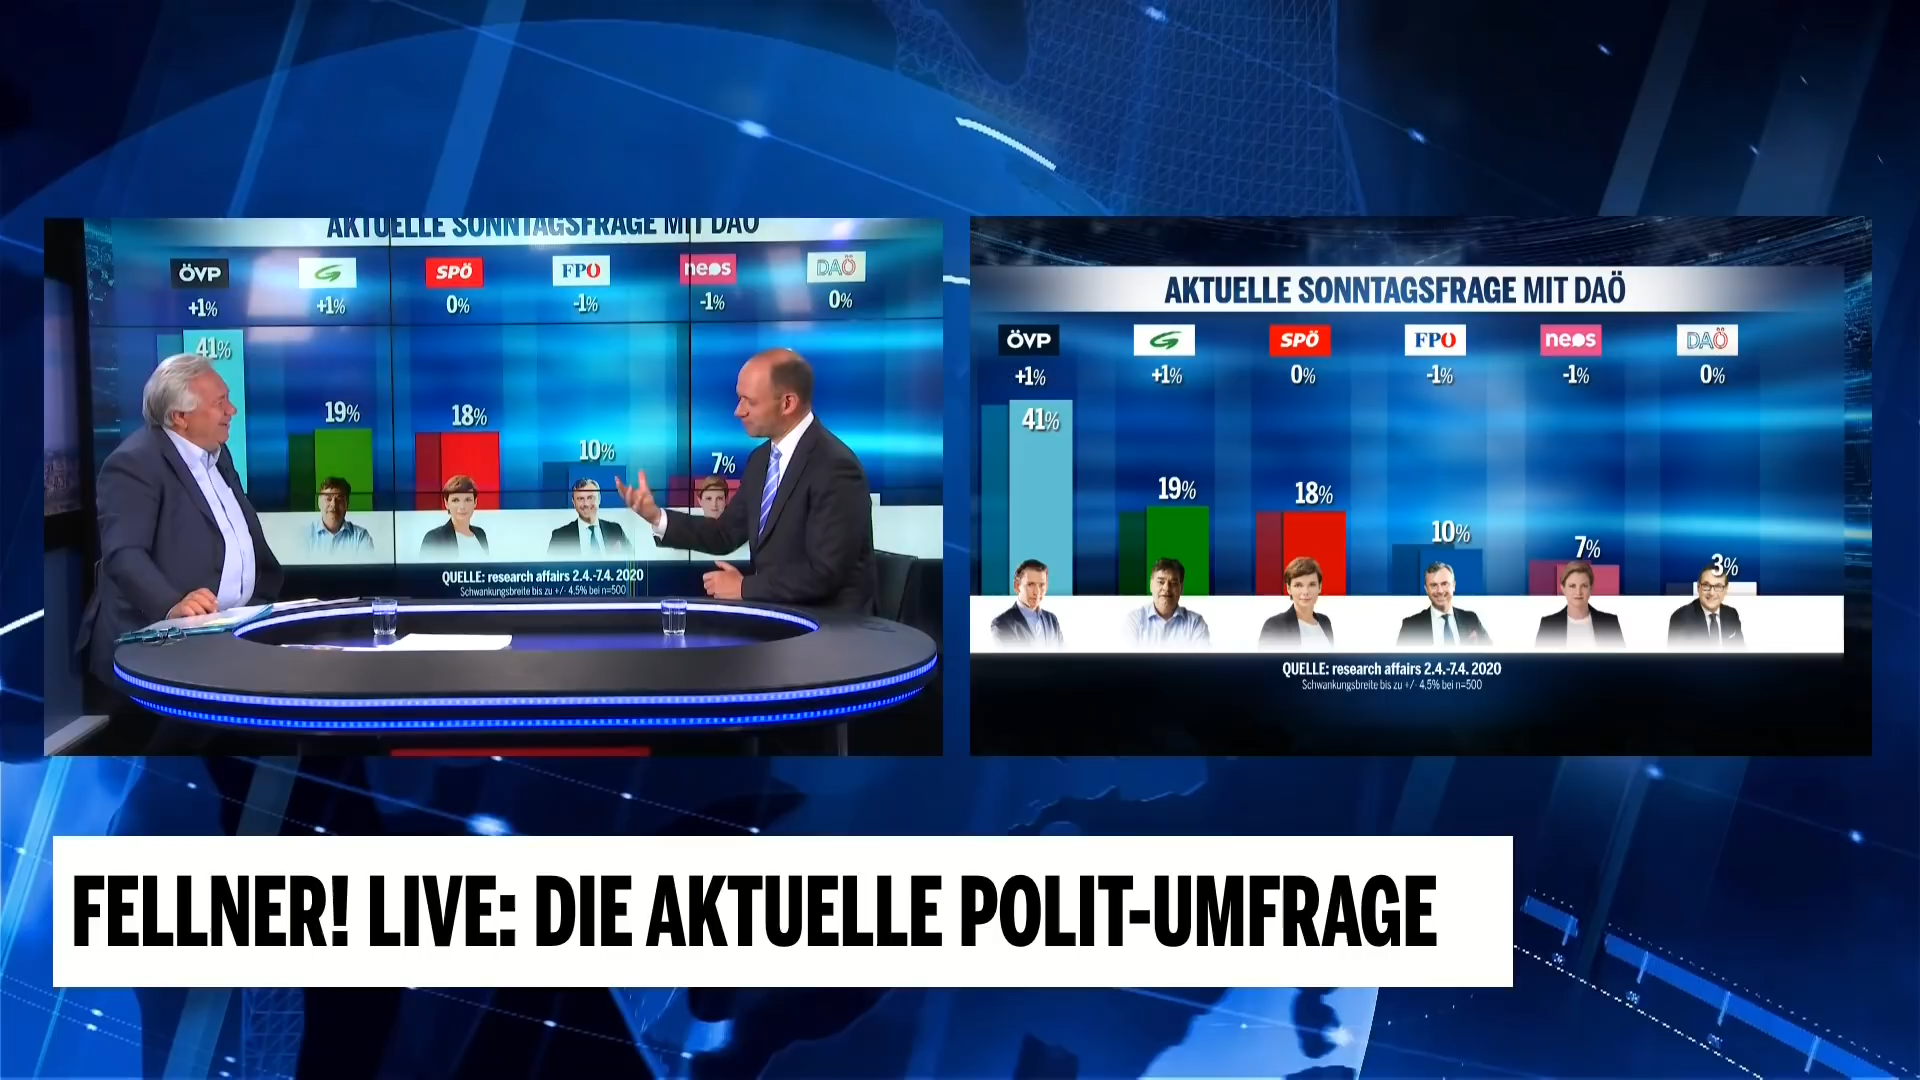 AKTUELLE SONNTAGSFRAGE MIT DAÖ
ÖVP SPÖ FPO neos DAÖ
+1% +1% 0% -1% -1% 0%
41%
19% 18%
10%
7%
QUELLE: research affairs 2.4.-7.4. 2020
Schwankungsbreite bis zu +/- 4,5% bei n=500
AKTUELLE SONNTAGSFRAGE MIT DAÖ
ÖVP SPÖ FPO neos DAÖ
+1% +1% 0% -1% -1% 0%
41%
19% 18%
10%
7%
3%
QUELLE: research affairs 2.4.-7.4. 2020
Schwankungsbreite bis zu +/- 4,5% bei n=500
FELLNER! LIVE: DIE AKTUELLE POLIT-UMFRAGE